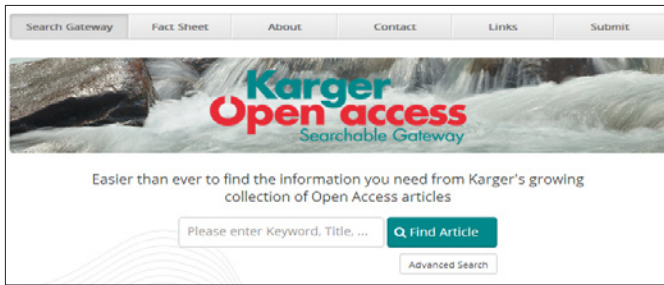 Search Gateway Fact Sheet About Contact Links Submit
Karger
Open access
Searchable Gateway
Easier than ever to find the information you need from Karger's growing
collection of Open Access articles
Please enter Keyword, Title, ... Find Article
Advanced Search